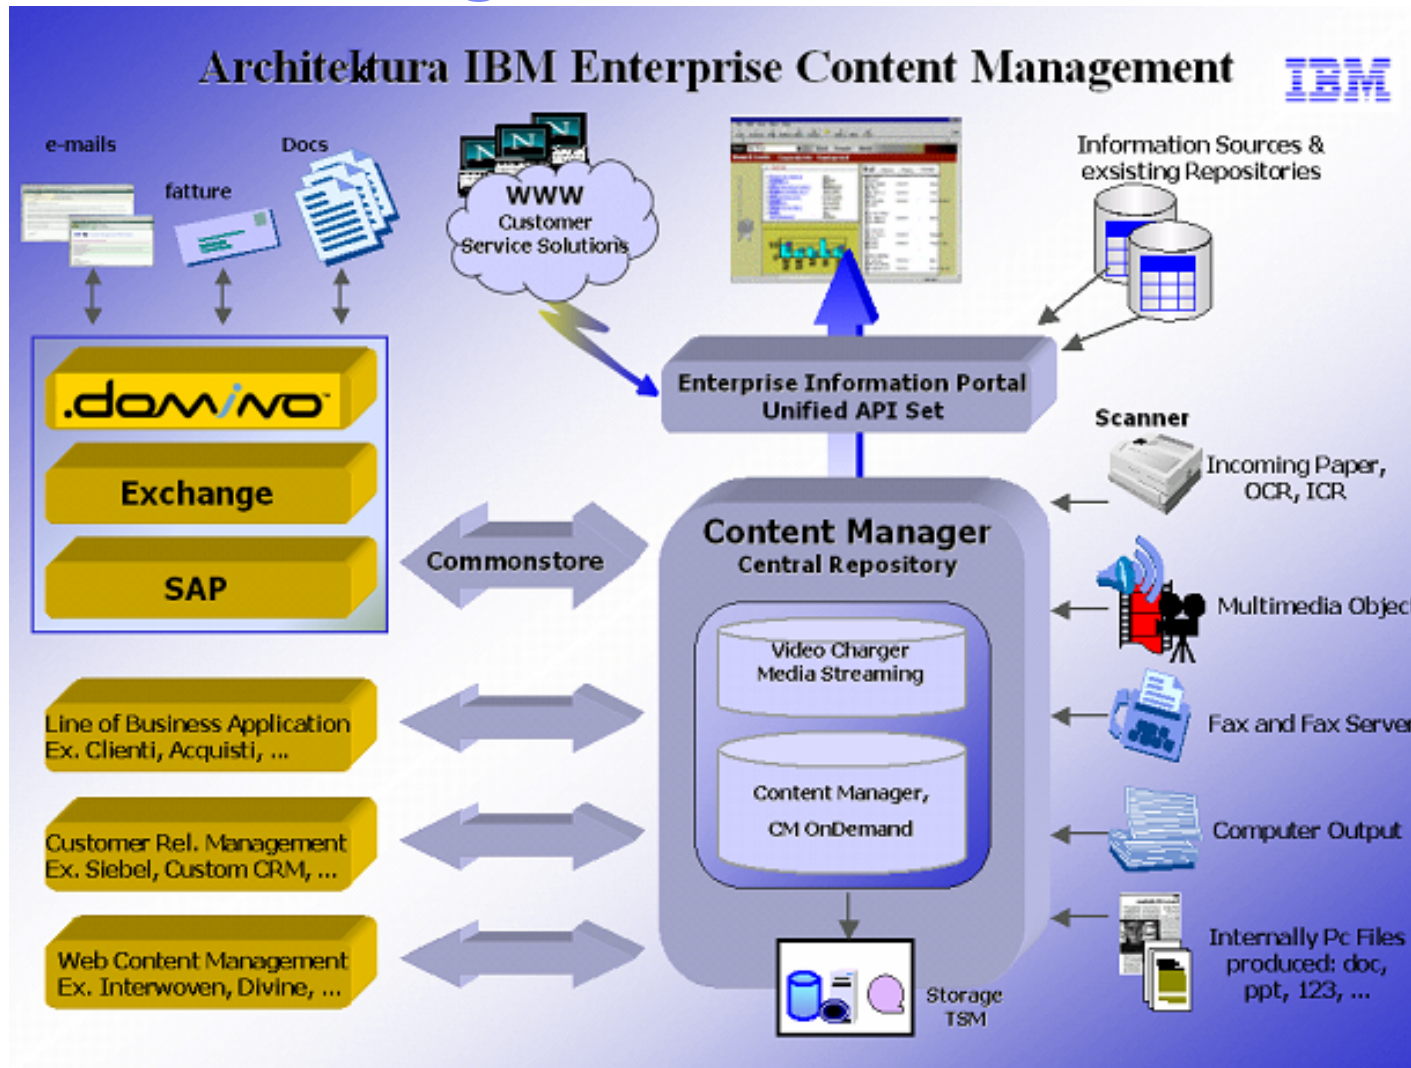 Architektura IBM Enterprise Content Management
IBM
e-mails
fatture
Docs
WWW
Customer
Service Solutions
Information Sources &
exsisting Repositories
.domino™
Exchange
SAP
Enterprise Information Portal
Unified API Set
Scanner
Incoming Paper,
OCR, ICR
Commonstore
Content Manager
Central Repository
Multimedia Objec
Video Charger
Media Streaming
Line of Business Application
Ex. Clienti, Acquisti, ...
Fax and Fax Server
Content Manager,
CM OnDemand
Customer Rel. Management
Ex. Siebel, Custom CRM, ...
Computer Output
Web Content Management
Ex. Interwoven, Divine, ...
Internally Pc Files
produced: doc,
ppt, 123, ...
Storage
TSM